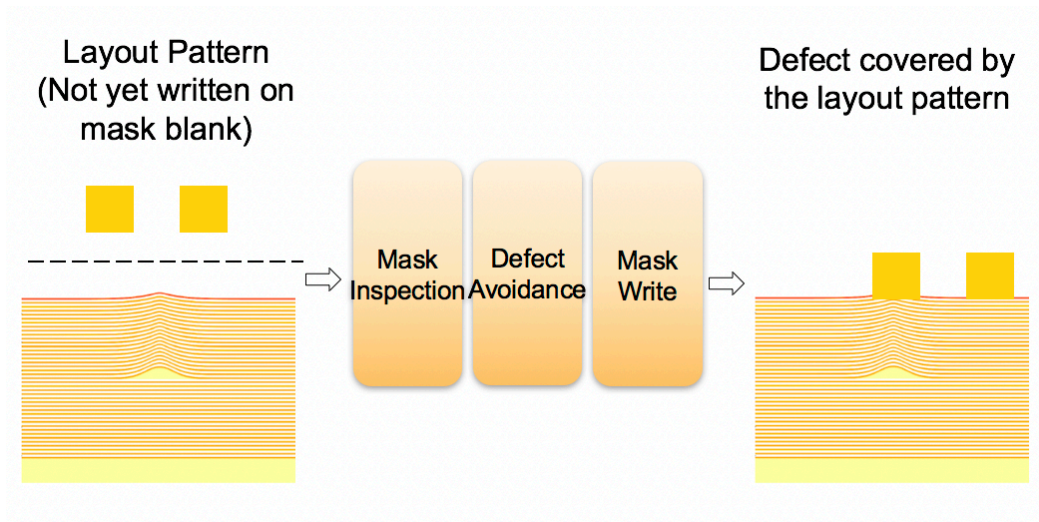 Layout Pattern
(Not yet written on
mask blank)
Defect covered by
the layout pattern
Mask
Inspection
Defect
Avoidance
Mask
Write